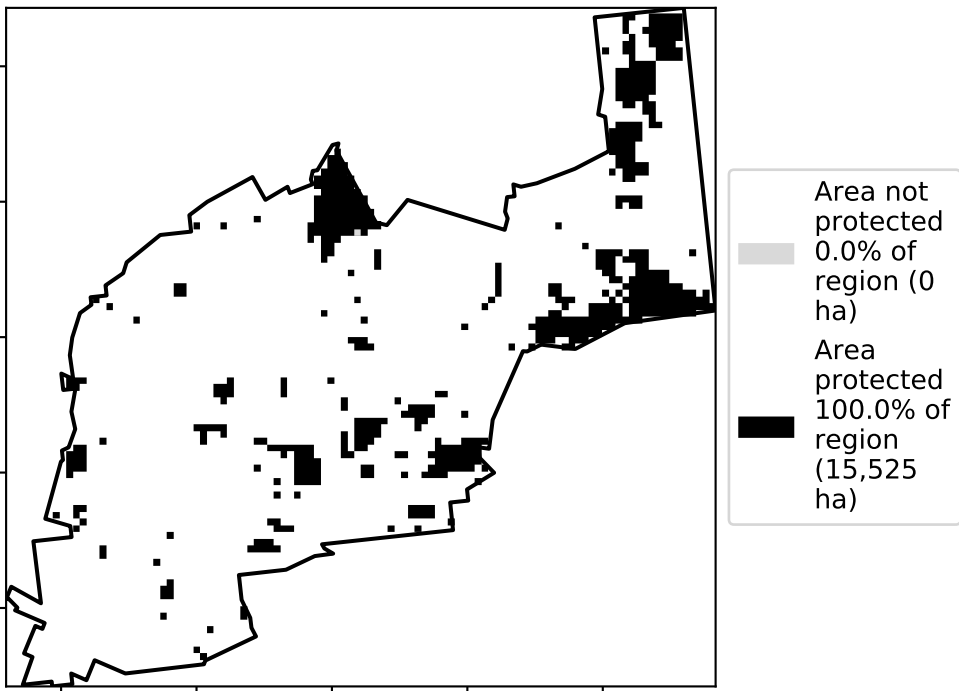 Area not
protected
0.0% of
region (0
ha)
Area
protected
100.0% of
region
(15,525
ha)